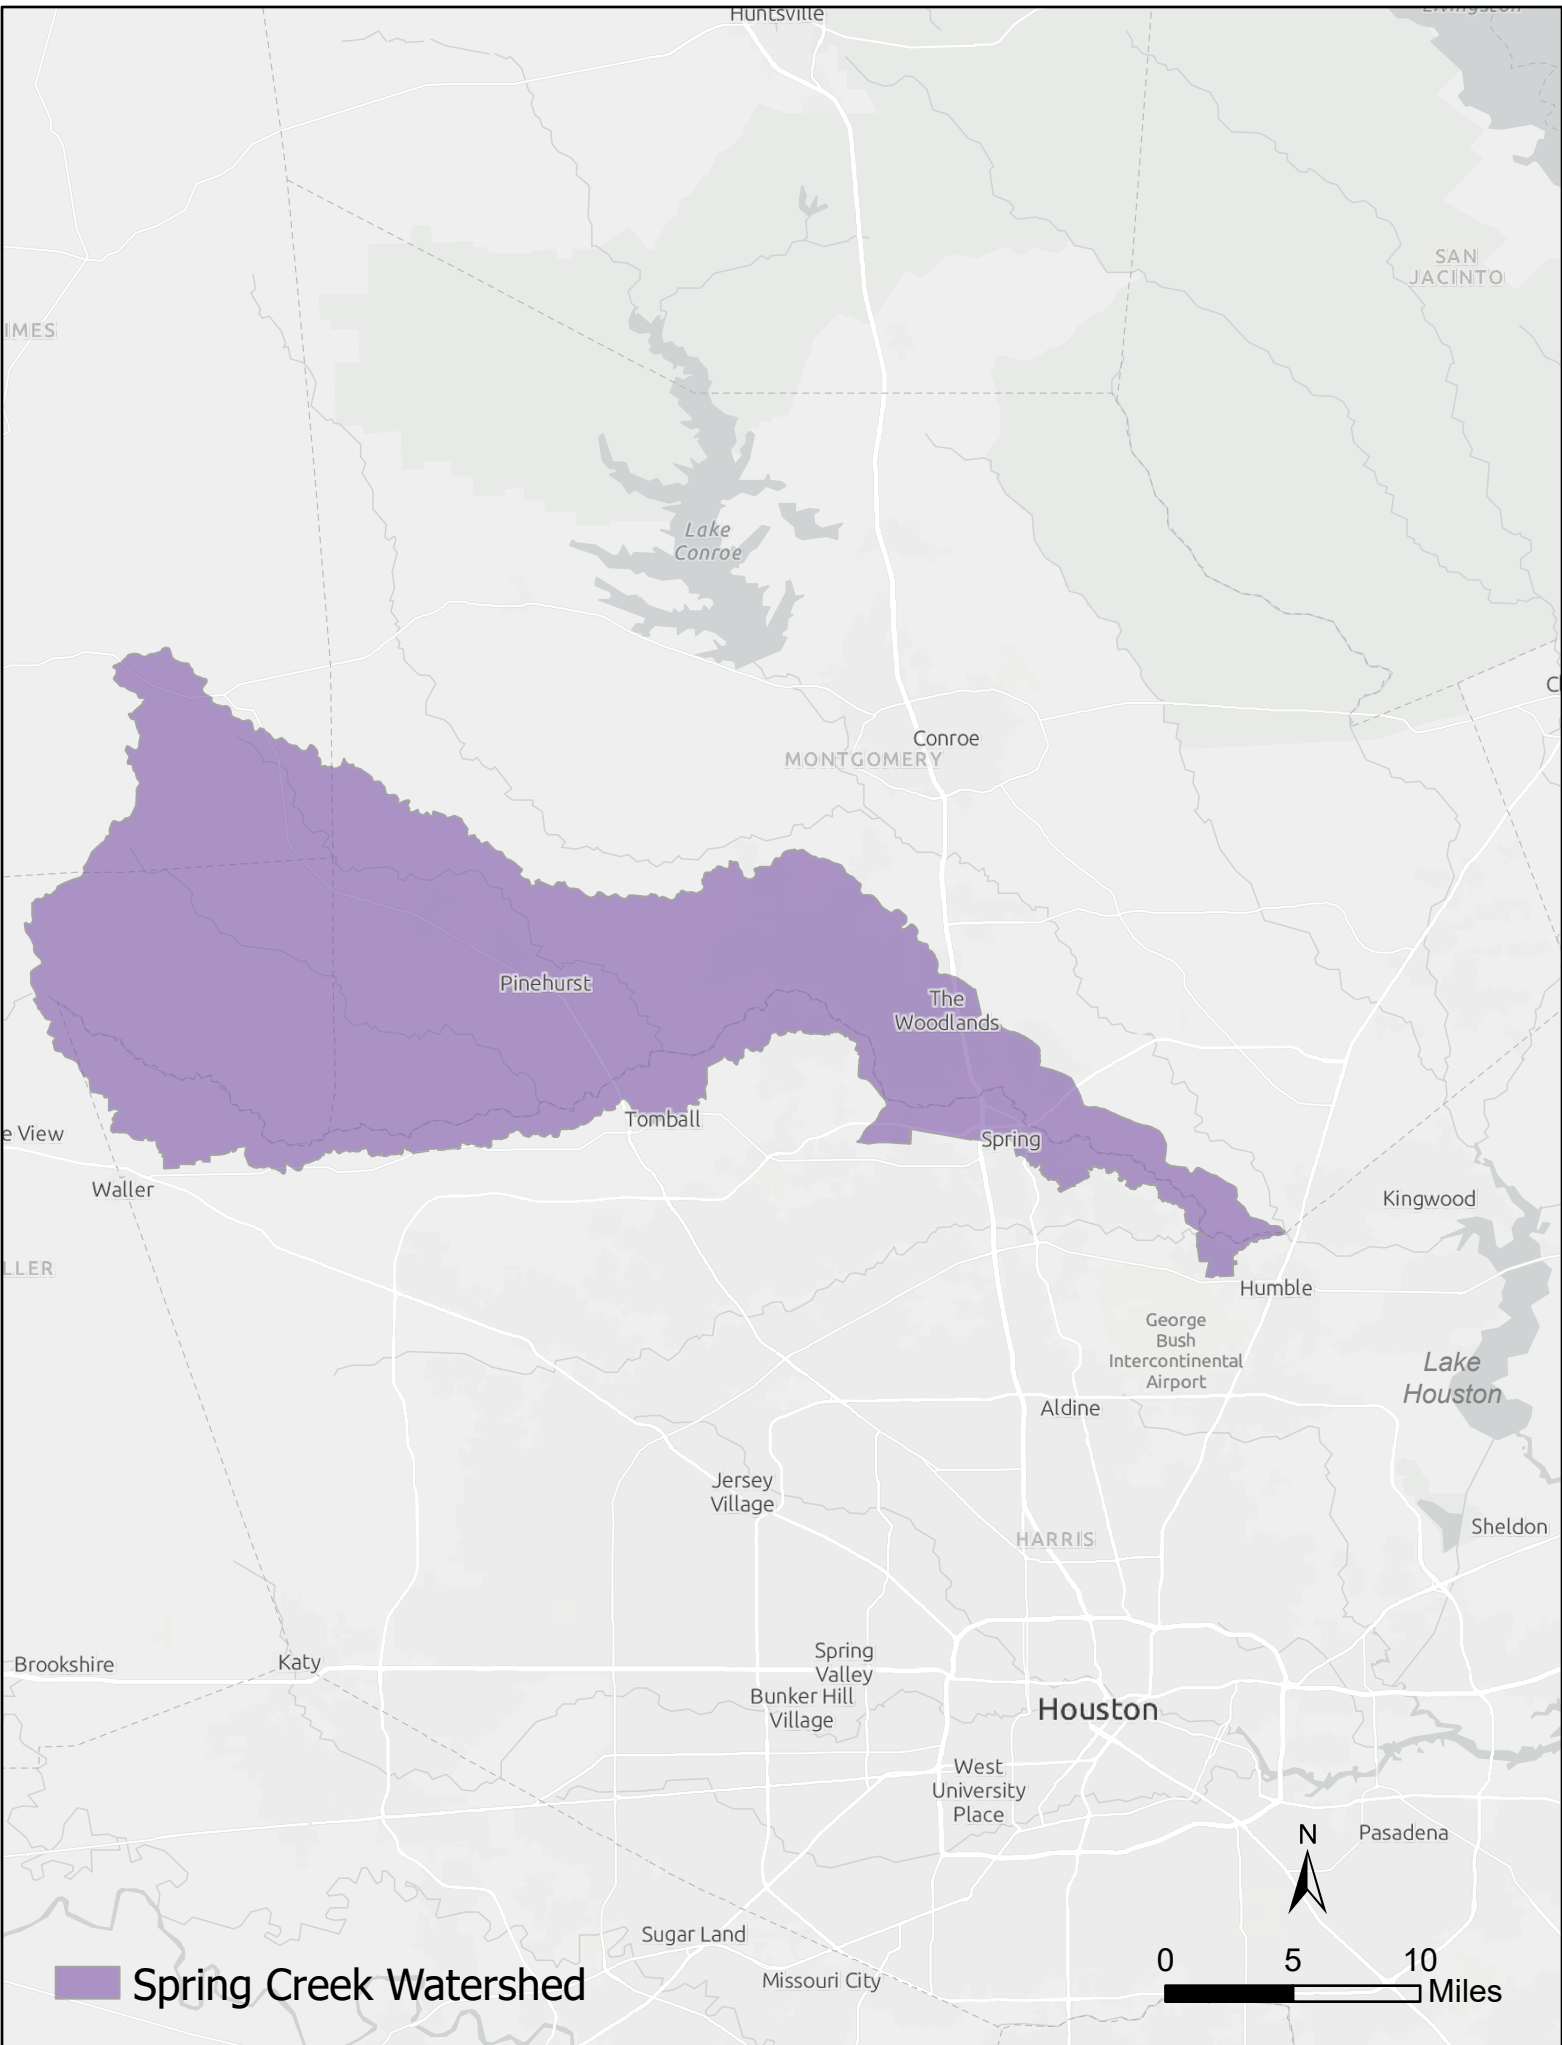 Livingston
Huntsville
SAN
JACINTO
IMES
Lake
Conroe
Conroe
MONTGOMERY
Pinehurst
The
Woodlands
Tomball
e View
Spring
Waller
Kingwood
LLER
Humble
George
Bush
Intercontinental
Airport
Lake
Houston
Aldine
Jersey
Village
Sheldon
HARRIS
Brookshire
Katy
Spring
Valley
Bunker Hill
Village
Houston
West
University
Place
N
Pasadena
Sugar Land
Missouri City
0 5 10
Miles
Spring Creek Watershed